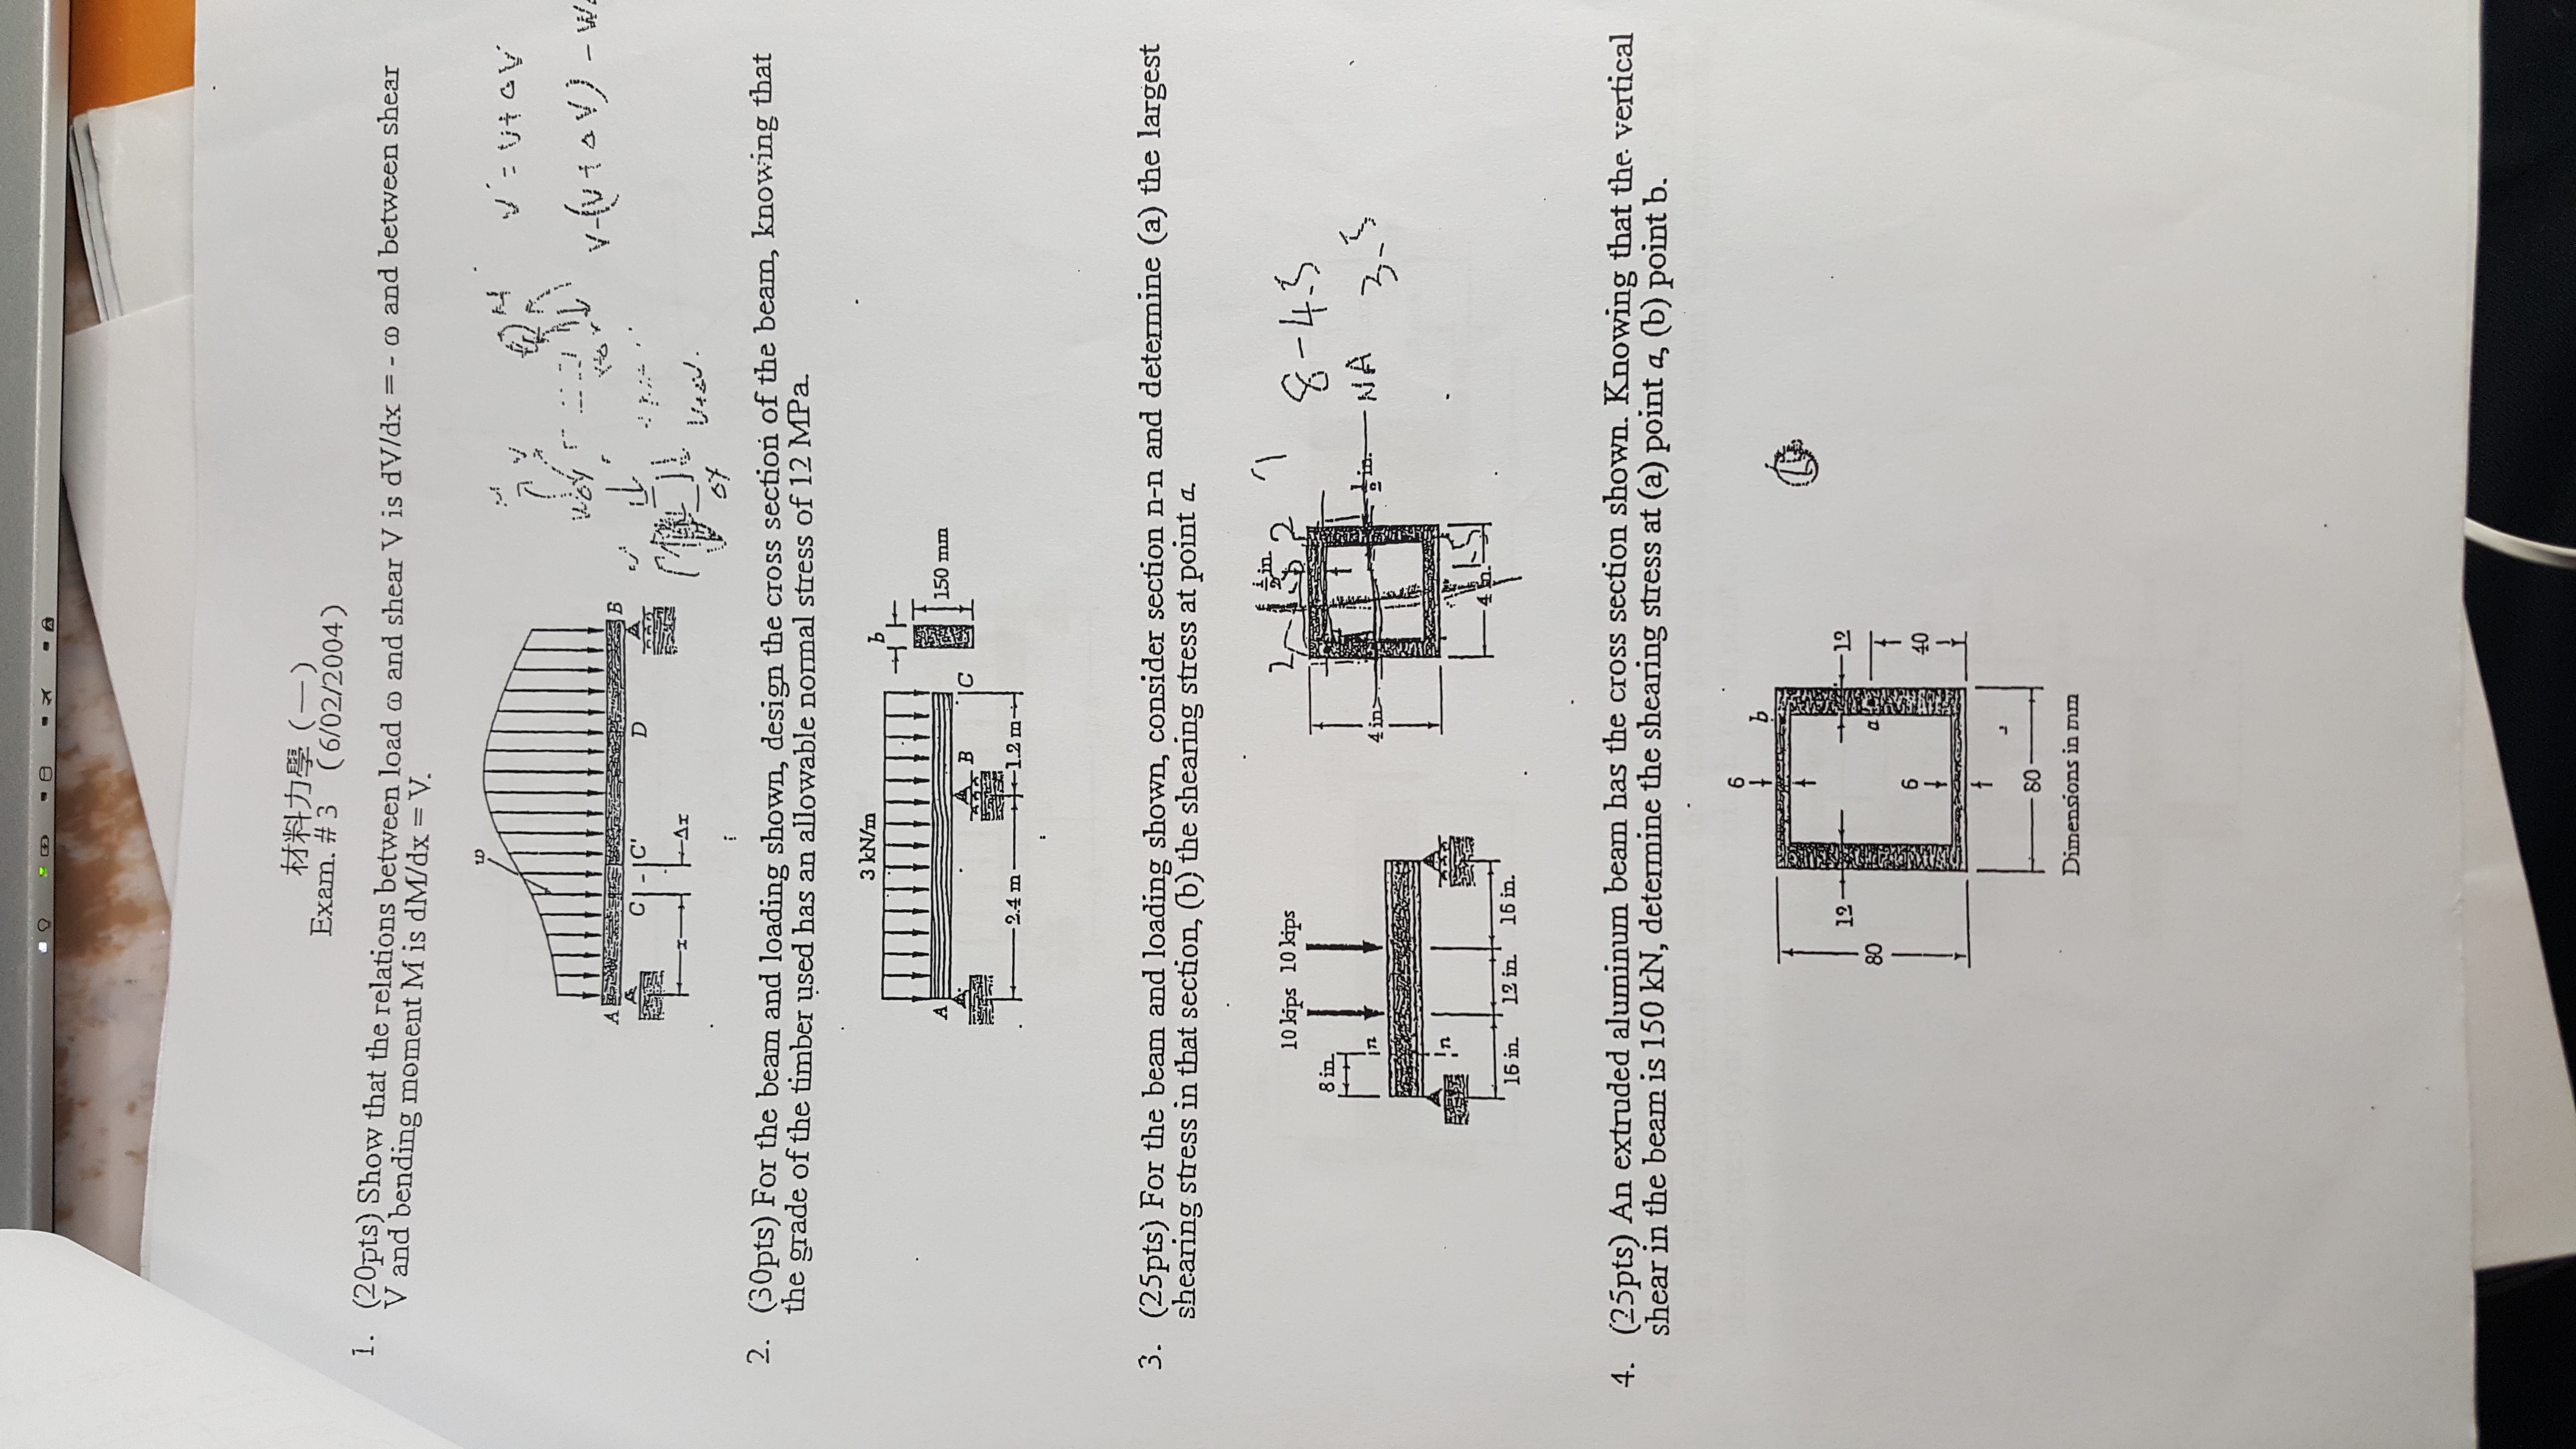 材料力學 (一)
Exam. # 3 (6/02/2004)
1. (20pts) Show that the relations between load ω and shear V is dV/dx = - ω and between shear
V and bending moment M is dM/dx = V.
w
A
B
C
C'
D
x
Δx
V = V + ΔV
V-(V+ΔV) - W
V+ΔV
2. (30pts) For the beam and loading shown, design the cross section of the beam, knowing that
the grade of the timber used has an allowable normal stress of 12 MPa.
3 kN/m
b
A
150 mm
B
C
2.4 m
1.2 m
3. (25pts) For the beam and loading shown, consider section n-n and determine (a) the largest
shearing stress in that section, (b) the shearing stress at point a.
10 kips 10 kips
8 in.
n
n
16 in. 12 in. 16 in.
1/2 in.
2
2
4 in.
1/2 in.
NA
4 in.
1.5
8-4.5
3.5
4. (25pts) An extruded aluminum beam has the cross section shown. Knowing that the vertical
shear in the beam is 150 kN, determine the shearing stress at (a) point a, (b) point b.
6
b
12
12
80
a
6
40
80
Dimensions in mm